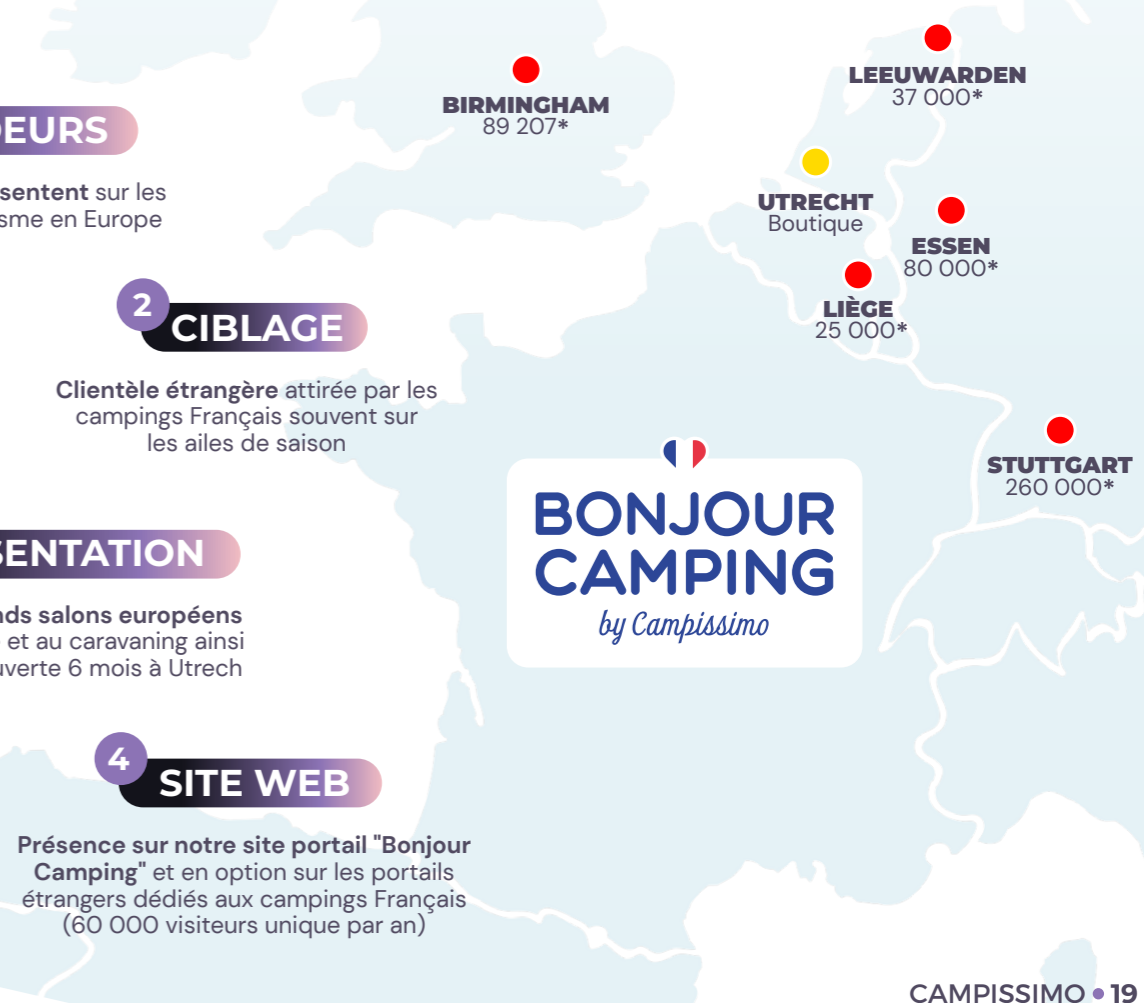 BIRMINGHAM
89 207*
LEEUWARDEN
37 000*
UTRECHT
Boutique
ESSEN
80 000*
LIÈGE
25 000*
STUTTGART
260 000*
DEURS
sentent sur les
sme en Europe
2
CIBLAGE
Clientèle étrangère attirée par les
campings Français souvent sur
les ailes de saison
BONJOUR
CAMPING
by Campissimo
SENTATION
nds salons européens
et au caravaning ainsi
uverte 6 mois à Utrech
4
SITE WEB
Présence sur notre site portail "Bonjour
Camping" et en option sur les portails
étrangers dédiés aux campings Français
(60 000 visiteurs unique par an)
CAMPISSIMO • 19